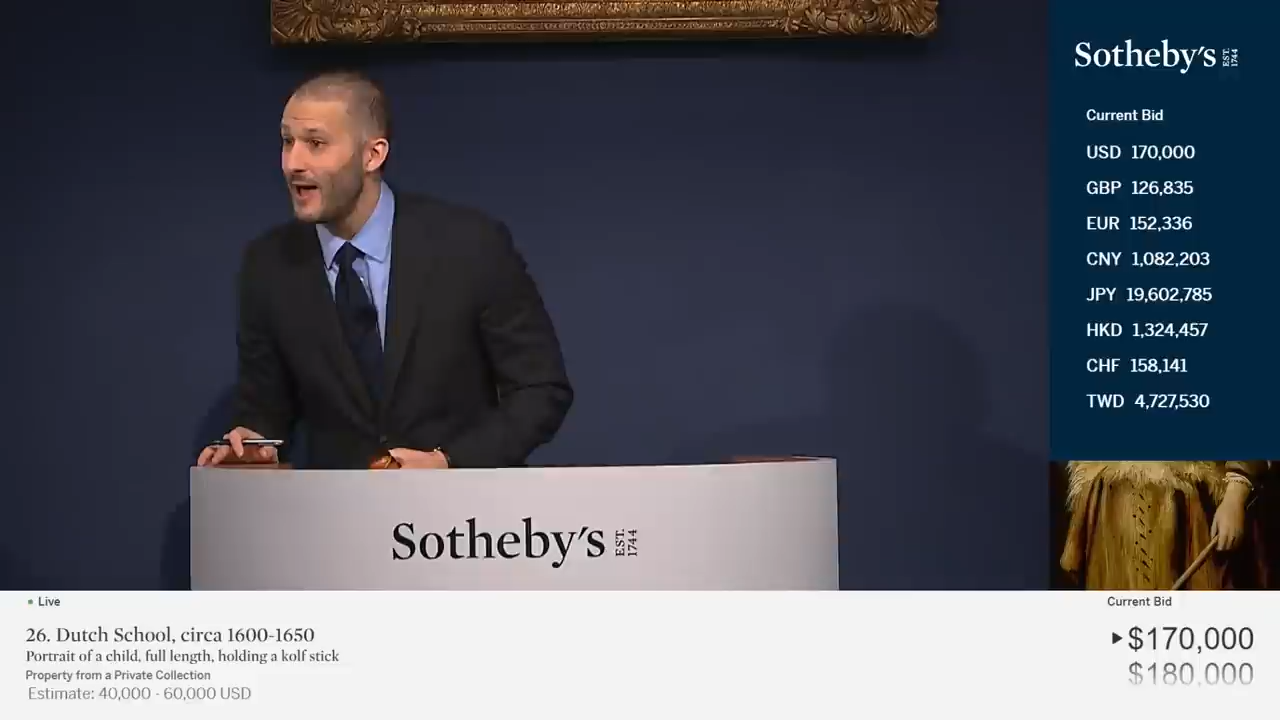 Sotheby's EST. 1744
Current Bid
USD 170,000
GBP 126,835
EUR 152,336
CNY 1,082,203
JPY 19,602,785
HKD 1,324,457
CHF 158,141
TWD 4,727,530
Sotheby's EST. 1744
Live
26. Dutch School, circa 1600-1650
Portrait of a child, full length, holding a kolf stick
Property from a Private Collection
Estimate: 40,000 - 60,000 USD
Current Bid
$170,000
$180,000